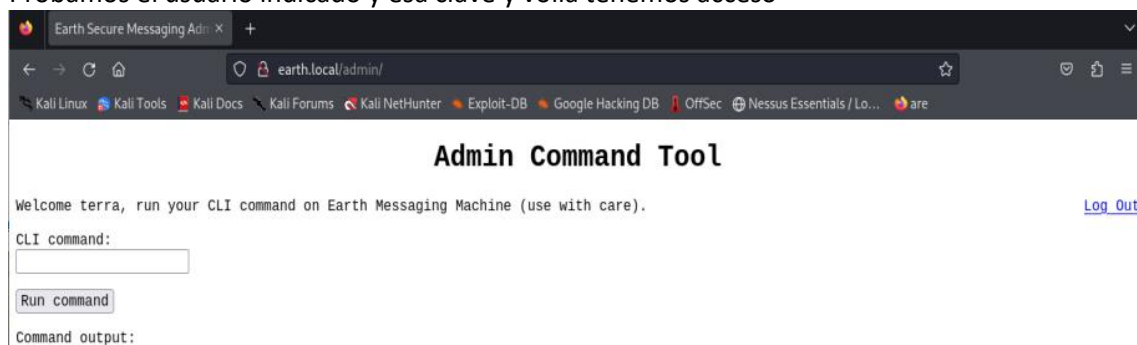 Probamos el usuario indicado y esa clave y voilà tenemos acceso
Earth Secure Messaging Adm
earth.local/admin/
Kali Linux Kali Tools Kali Docs Kali Forums Kali NetHunter Exploit-DB Google Hacking DB OffSec Nessus Essentials / Lo... are
Admin Command Tool
Welcome terra, run your CLI command on Earth Messaging Machine (use with care).
Log Out
CLI command:
Run command
Command output: